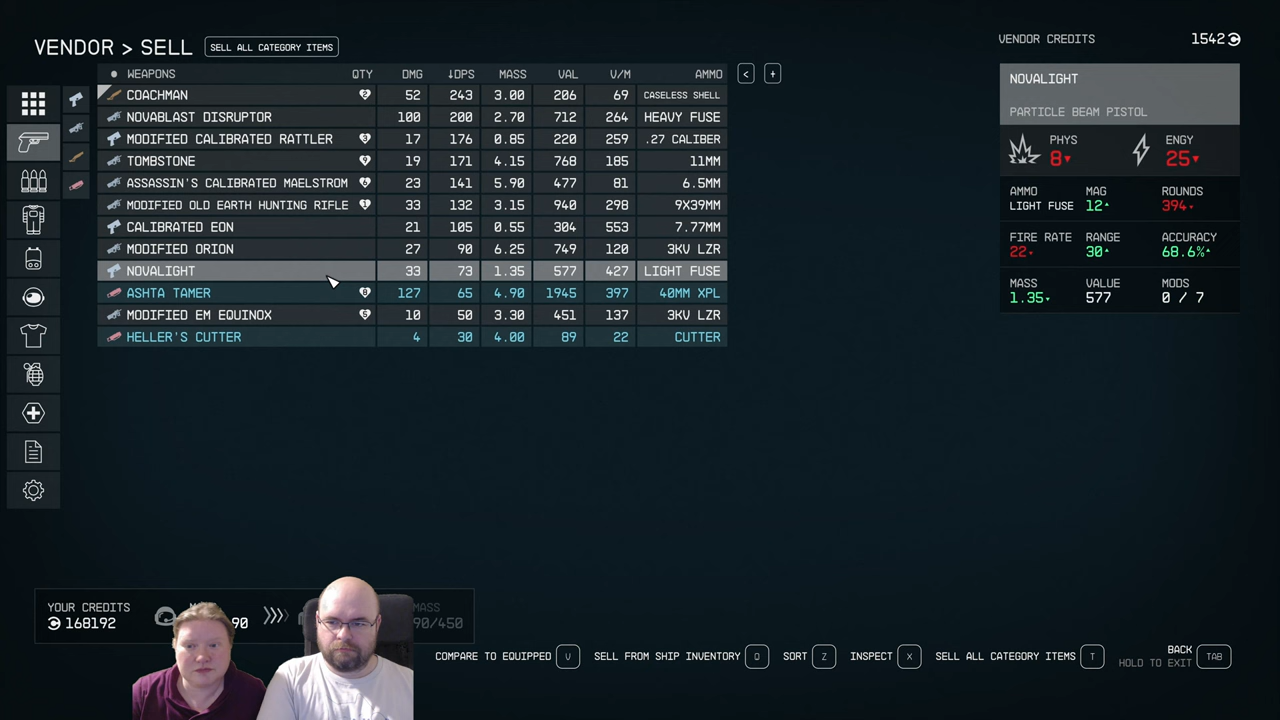 VENDOR > SELL
SELL ALL CATEGORY ITEMS
VENDOR CREDITS 1542
WEAPONS QTY DMG ↓DPS MASS VAL V/M AMMO < +
COACHMAN 52 243 3.00 206 69 CASELESS SHELL
NOVABLAST DISRUPTOR 100 200 2.70 712 264 HEAVY FUSE
MODIFIED CALIBRATED RATTLER 17 176 0.85 220 259 .27 CALIBER
TOMBSTONE 19 171 4.15 768 185 11MM
ASSASSIN'S CALIBRATED MAELSTROM 23 141 5.90 477 81 6.5MM
MODIFIED OLD EARTH HUNTING RIFLE 33 132 3.15 940 298 9X39MM
CALIBRATED EON 21 105 0.55 304 553 7.77MM
MODIFIED ORION 27 90 6.25 749 120 3KV LZR
NOVALIGHT 33 73 1.35 577 427 LIGHT FUSE
ASHTA TAMER 127 65 4.90 1945 397 40MM XPL
MODIFIED EM EQUINOX 10 50 3.30 451 137 3KV LZR
HELLER'S CUTTER 4 30 4.00 89 22 CUTTER
NOVALIGHT
PARTICLE BEAM PISTOL
PHYS ENGY
8 25
AMMO MAG ROUNDS
LIGHT FUSE 12 394
FIRE RATE RANGE ACCURACY
22 30 68.6%
MASS VALUE MODS
1.35 577 0 / 7
YOUR CREDITS MASS
168192 90 90/450
COMPARE TO EQUIPPED V SELL FROM SHIP INVENTORY Q SORT Z INSPECT X SELL ALL CATEGORY ITEMS T BACK TAB
HOLD TO EXIT